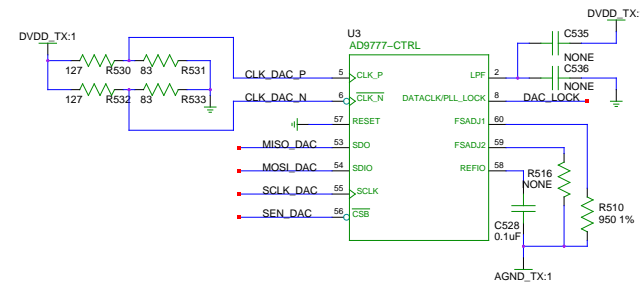 DVDD_TX:1
127 R530 83 R531
127 R532 83 R533
CLK_DAC_P
CLK_DAC_N
MISO_DAC
MOSI_DAC
SCLK_DAC
SEN_DAC
U3
AD9777-CTRL
5 CLK_P
6 CLK_N
57 RESET
53 SDO
54 SDIO
55 SCLK
56 CSB
LPF 2
DATACLK/PLL_LOCK 8
FSADJ1 60
FSADJ2 59
REFIO 58
DVDD_TX:
C535
NONE
C536
NONE
DAC_LOCK
R516
NONE
R510
950 1%
C528
0.1uF
AGND_TX:1